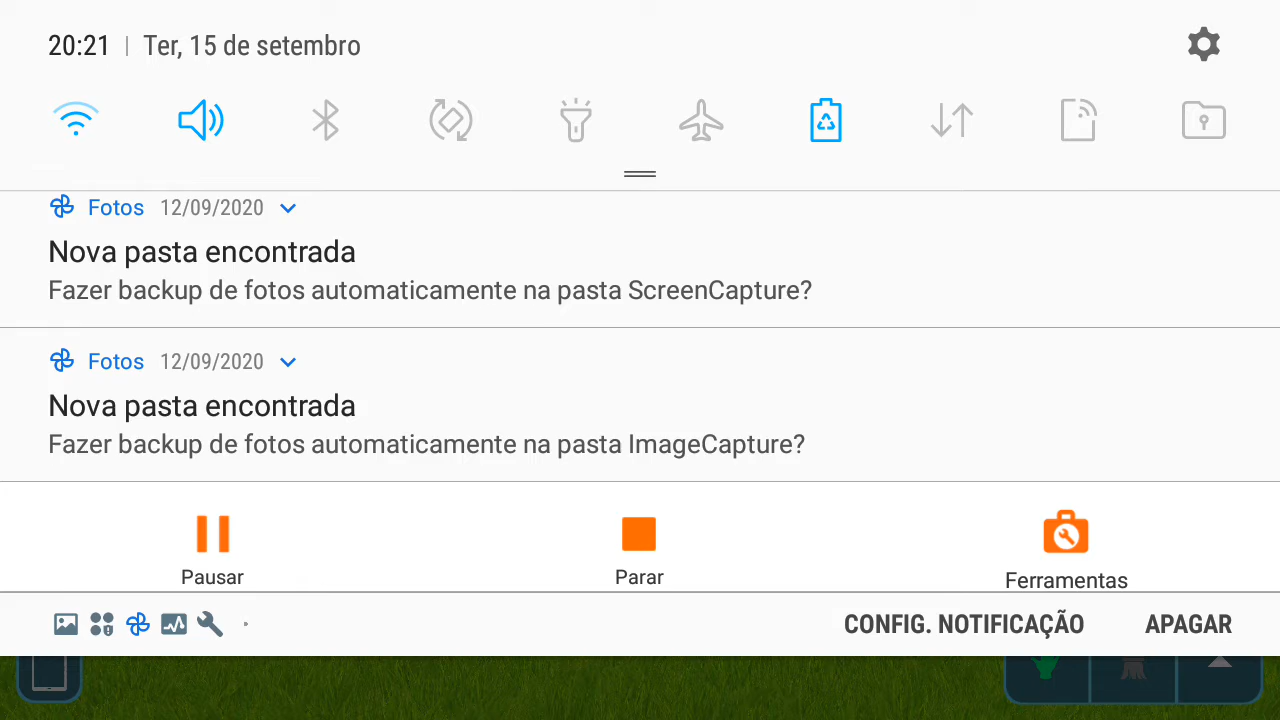 20:21 | Ter, 15 de setembro
Fotos 12/09/2020
Nova pasta encontrada
Fazer backup de fotos automaticamente na pasta ScreenCapture?
Fotos 12/09/2020
Nova pasta encontrada
Fazer backup de fotos automaticamente na pasta ImageCapture?
Pausar Parar Ferramentas
CONFIG. NOTIFICAÇÃO APAGAR